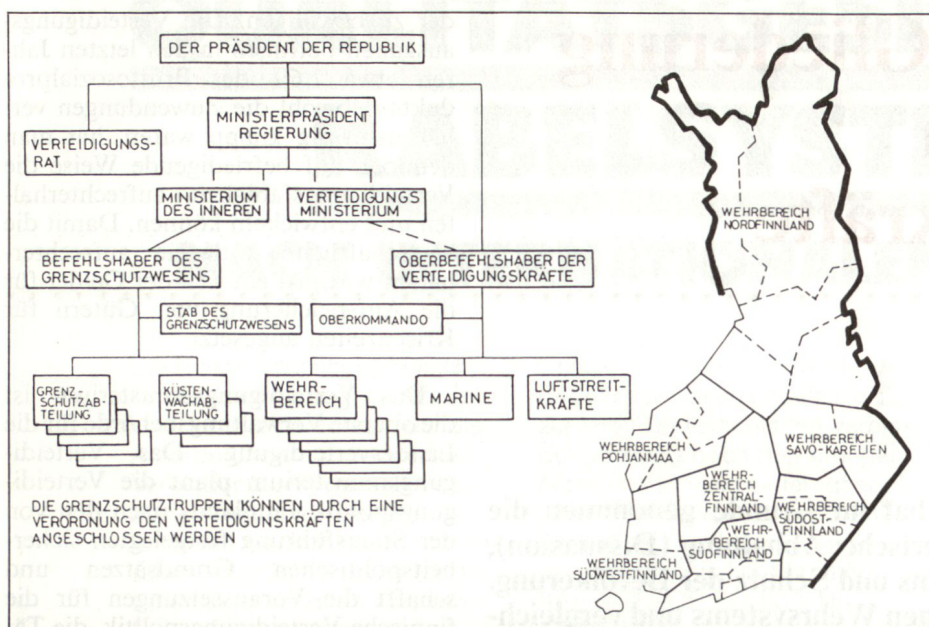 DER PRÄSIDENT DER REPUBLIK
MINISTERPRÄSIDENT
REGIERUNG
VERTEIDIGUNGS-
RAT
MINISTERIUM
DES INNEREN
VERTEIDIGUNGS
MINISTERIUM
BEFEHLSHABER DES
GRENZSCHUTZWESENS
OBERBEFEHLSHABER DER
VERTEIDIGUNGSKRÄFTE
STAB DES
GRENZSCHUTZWESENS
OBERKOMMANDO
GRENZ-
SCHUTZAB
TEILUNG
KÜSTEN-
WACHAB-
TEILUNG
WEHR-
BEREICH
MARINE
LUFTSTREIT-
KRÄFTE
DIE GRENZSCHUTZTRUPPEN KÖNNEN DURCH EINE
VERORDNUNG DEN VERTEIDIGUNSKRÄFTEN
ANGESCHLOSSEN WERDEN
WEHRBEREICH
NORDFINNLAND
WEHRBEREICH
POHJANMAA
WEHRBEREICH
SAVO-KARELIEN
WEHR-
BEREICH
ZENTRAL-
FINNLAND
WEHRBEREICH
SÜDOST-
FINNLAND
WEHR-
BEREICH
SÜDFINNLAND
WEHRBEREICH
SÜDWESTFINNLAND